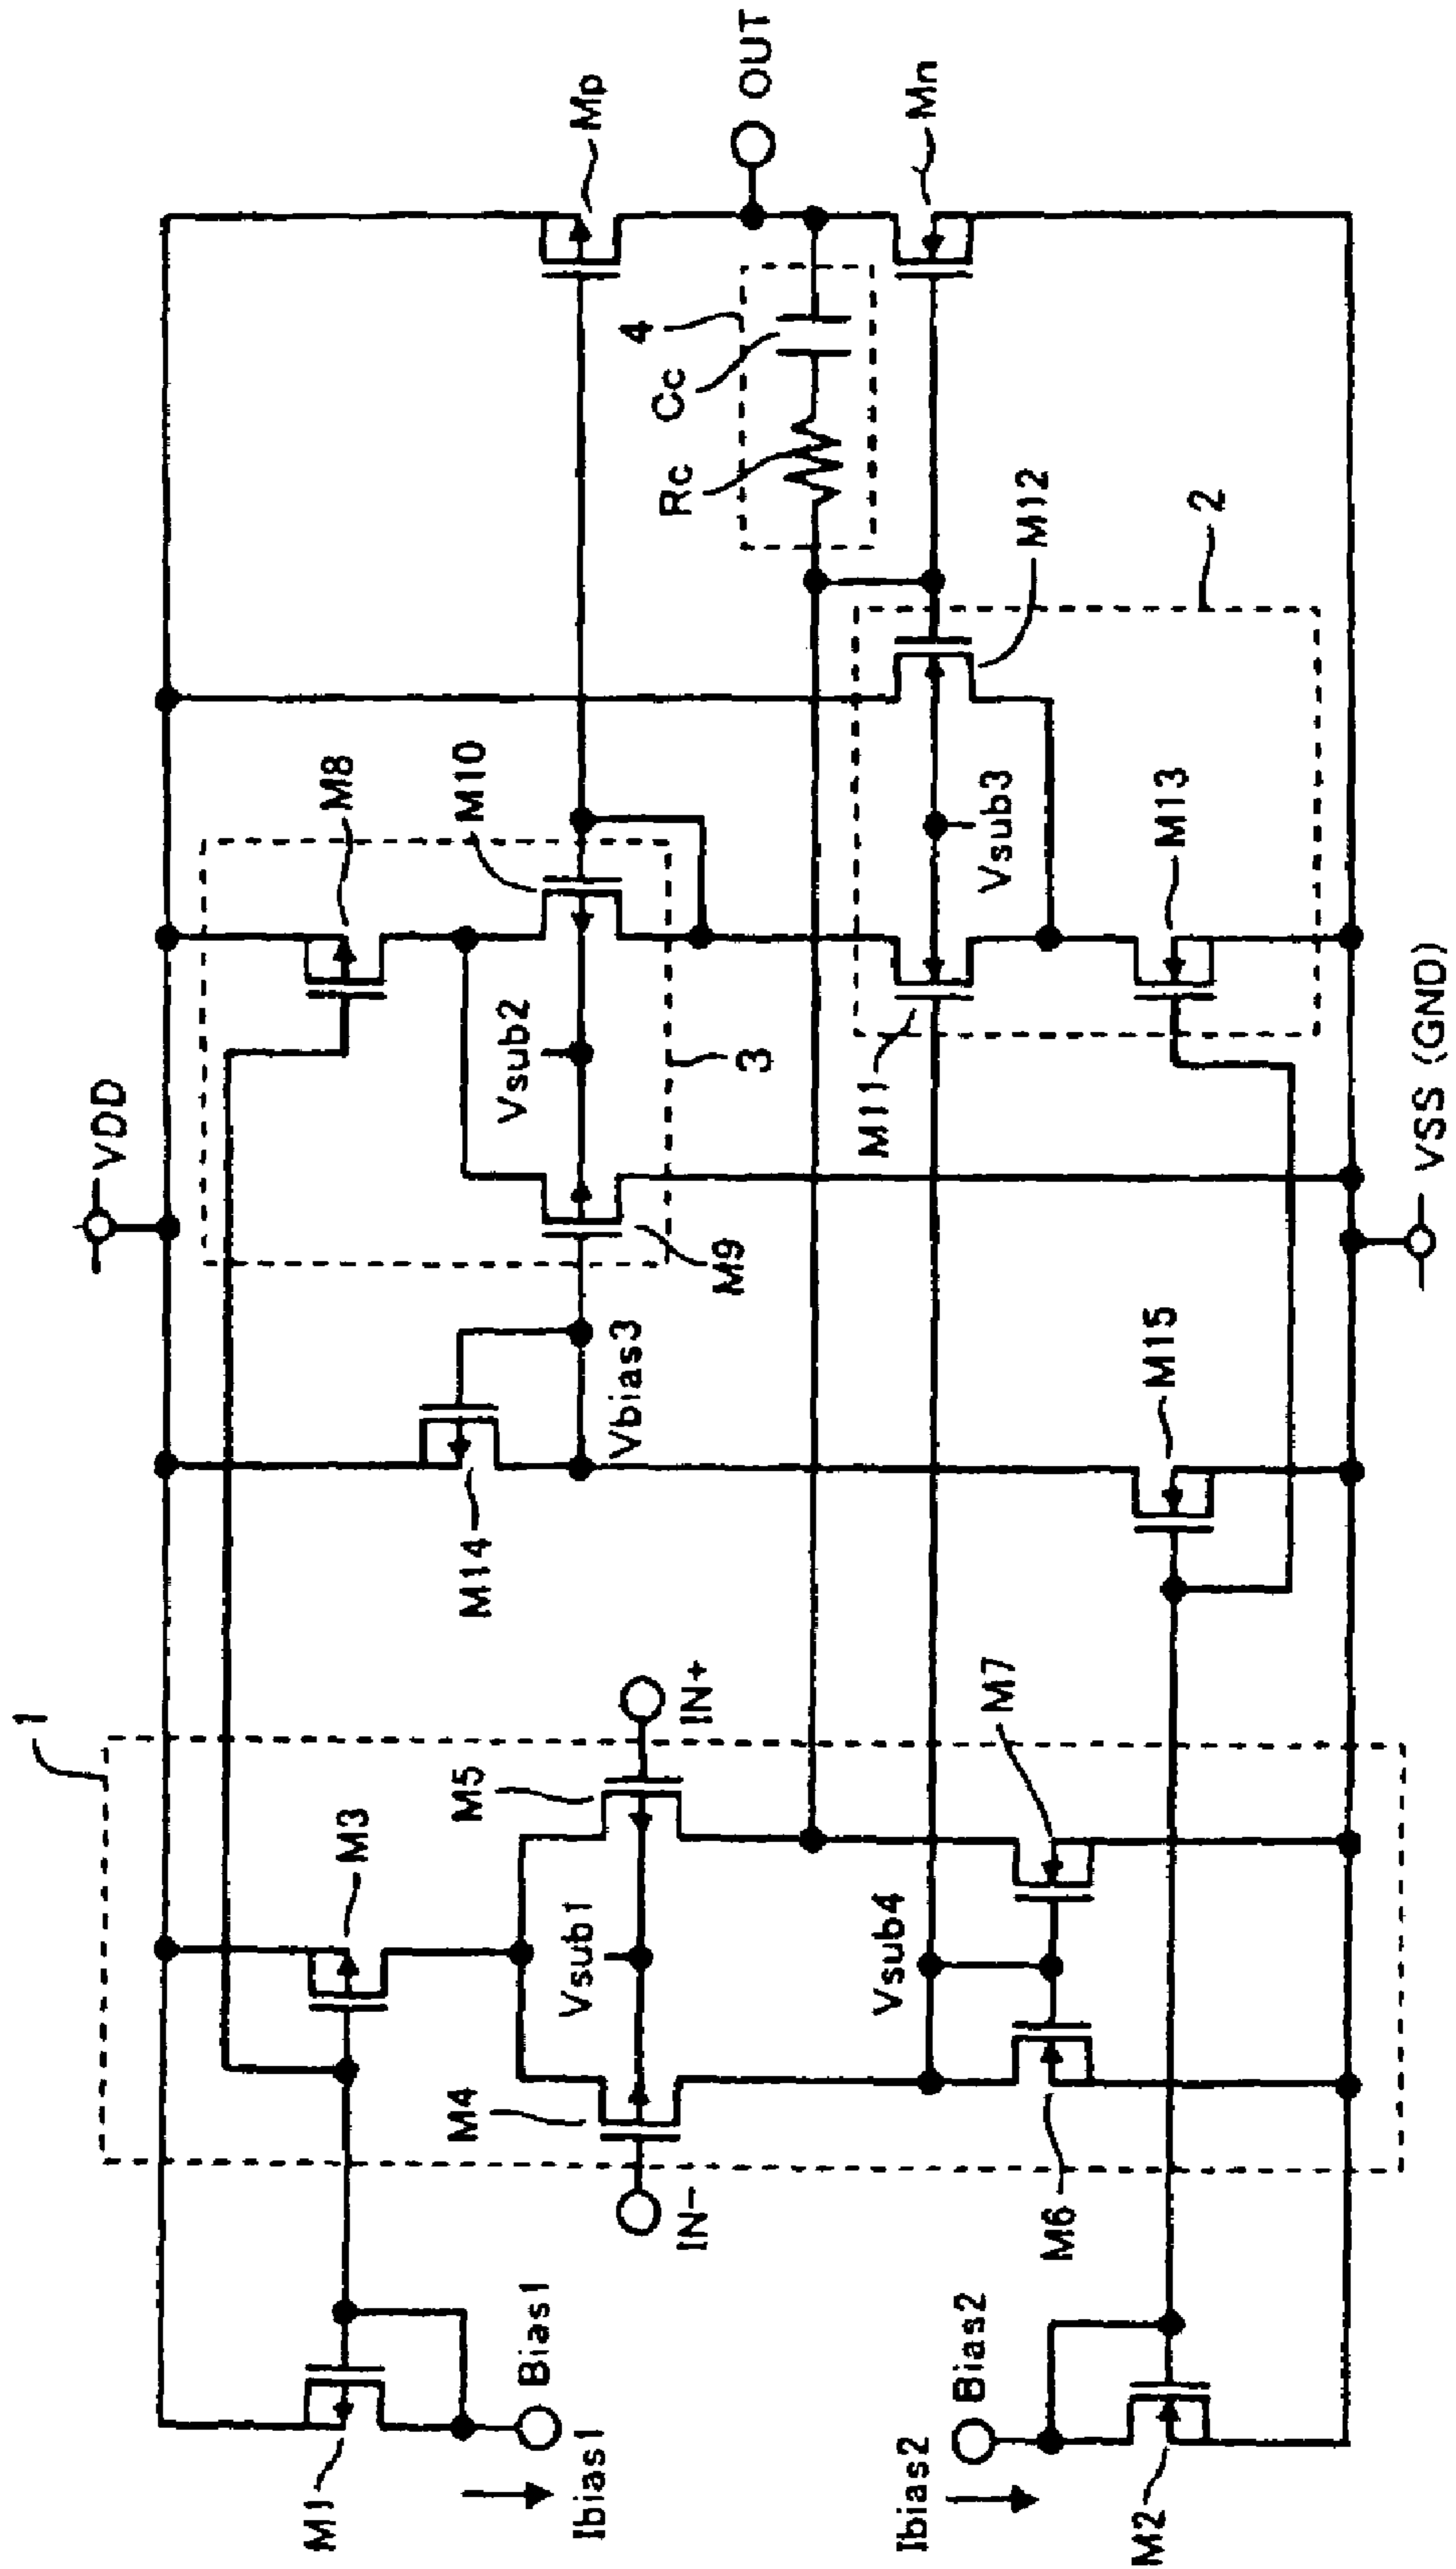 VDD
1
M1
Ibias1
Bias1
M3
M4
M5
Vsub1
IN-
IN+
Vsub4
M6
M7
Ibias2
Bias2
M2
M14
Vbias3
M15
M8
M9
M10
Vsub2
3
M11
M12
Vsub3
M13
2
Rc
Cc
4
Mp
OUT
Mn
VSS (GND)